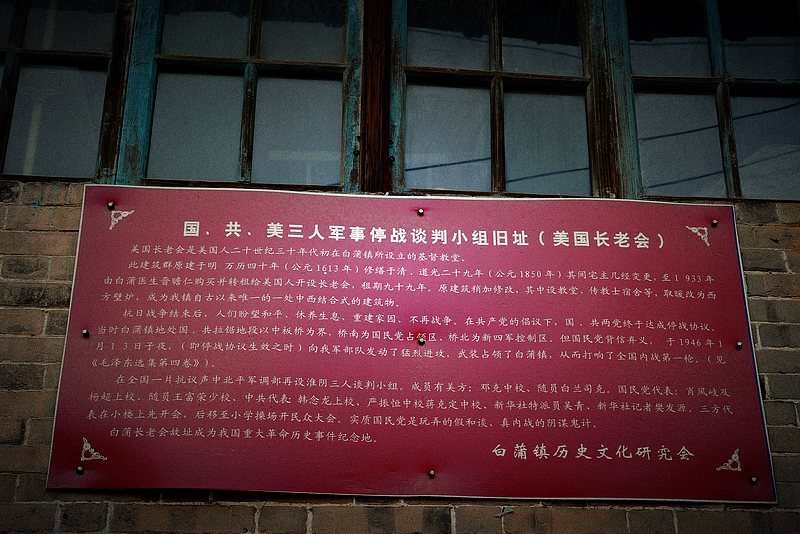 国、共、美三人军事停战谈判小组旧址（美国长老会）
美国长老会是美国人二十世纪三十年代初在白蒲镇所设立的基督教堂。
此建筑群原建于明 万历四十年（公元1613年）修缮于清、道光二十九年（公元1850年）其间宅主几经变更，至1933年
由白蒲医生晋赡仁购买并转租给美国人开设长老会，租期九十九年。原建筑稍加修改，其中设教堂、传教士宿舍等，取暖改为西
方壁炉，成为我镇自古以来唯一的一处中西结合式的建筑物。
抗日战争结束后，人们盼望和平、休养生息，重建家园、不再战争。在共产党的倡议下，国、共两党终于达成停战协议。
当时白蒲镇地处国、共拉锯地段以中板桥为界，桥南为国民党占领区、桥北为新四军控制区。但国民党背信弃义，于1946年1
月13日子夜，（即停战协议生效之时）向我军部队发动了猛烈进攻，武装占领了白蒲镇，从而打响了全国内战第一枪。（见
《毛泽东选集第四卷》）。
在全国一片抗议声中北平军调部再设淮阴三人谈判小组。成员有美方：邓克中校、随员白兰司克。国民党代表：肖凤岐及
杨超上校、随员王富荣少校、中共代表：韩念龙上校、严振恒中校蒋克定中校、新华社特派员吴青、新华社记者樊发源。三方代
表在小楼上先开会，后移至小学操场开民众大会。实质国民党是玩弄的假和谈、真内战的阴谋鬼计。
白蒲长老会故址成为我国重大革命历史事件纪念地。
白蒲镇历史文化研究会